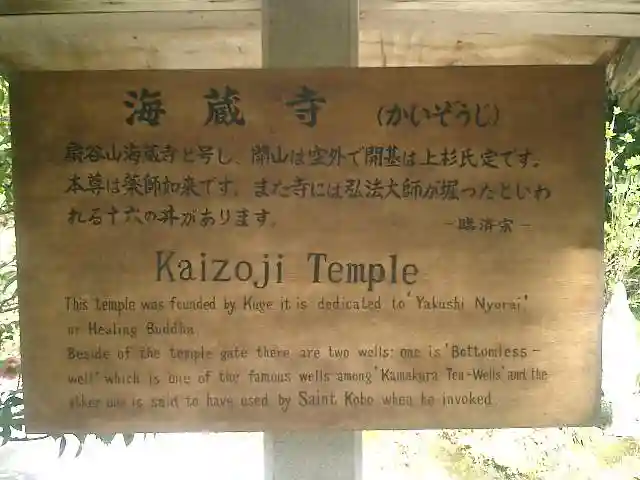 海蔵寺 (かいぞうじ)
扇谷山海蔵寺と号し、開山は空外で開基は上杉氏定です。
本尊は薬師如来です。また寺には弘法大師が掘ったといわ
れる十六の井があります。 －臨済宗－
Kaizoji Temple
This temple was founded by Kuge it is dedicated to 'Yakushi Nyorai'
or Healing Buddha.
Beside of the temple gate there are two wells: one is 'Bottomless-
well' which is one of the famous wells among 'Kamakura Ten-Wells' and the
other one is said to have used by Saint Kobo when he invoked.